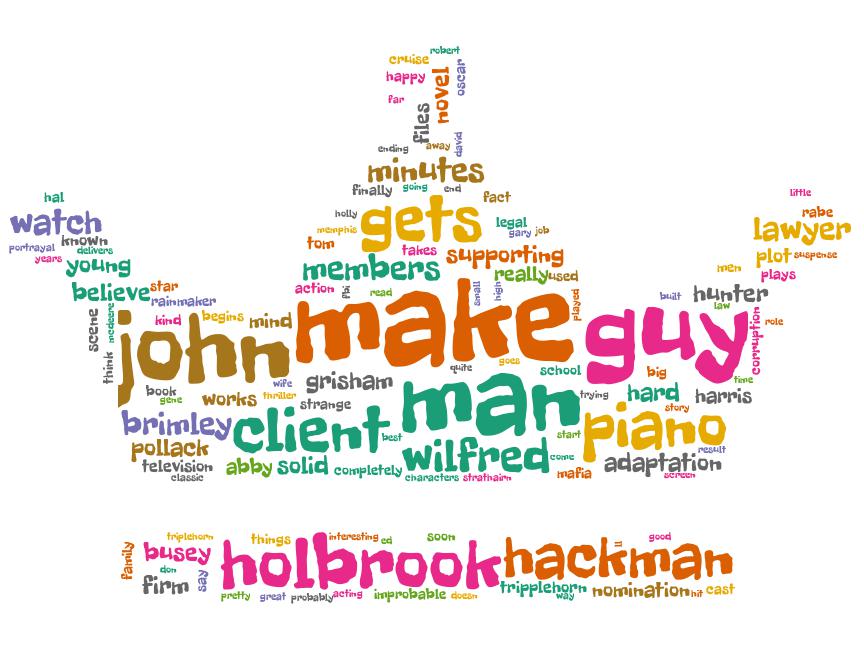 robert
cruise
happy
novel
oscar
far
files
ending
away
david
minutes
finally
going
end
fact
hal
little
watch
holly
gets
legal
rabe
portrayal
known
delivers
memphis
gary
job
lawyer
years
young
tom
takes
supporting
plot
suspense
members
really
used
men
plays
believe
star
action
fbi
read
small
high
built
hunter
rainmaker
played
law
scene
mcdeere
kind
begins
mind
make
guy
corruption
role
john
quite
goes
school
think
wife
grisham
big
time
book
gene
works
thriller
strange
man
trying
hard
story
harris
brimley
client
best
start
piano
result
pollack
wilfred
come
television
abby
solid
completely
mafia
adaptation
classic
characters
strathairn
screen
family
triplehorn
things
interesting
ed
soon
good
busey
holbrook
hackman
don
firm
say
tripplehorn
way
nomination
hit
cast
pretty
great
probably
acting
improbable
doesn